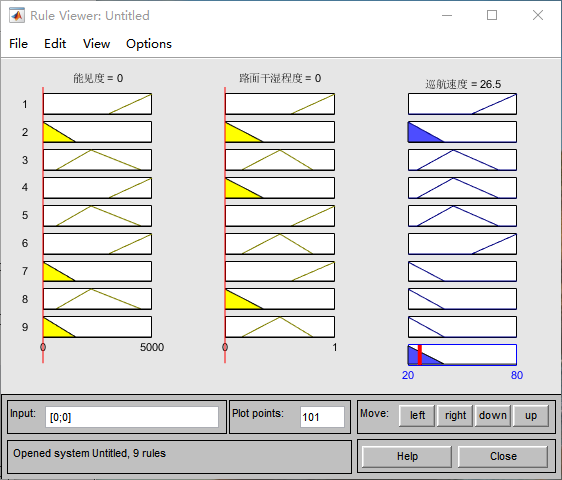 Rule Viewer: Untitled
File Edit View Options
能见度 = 0 路面干湿程度 = 0 巡航速度 = 26.5
1
2
3
4
5
6
7
8
9
0 5000 0 1
20 80
Input: [0;0] Plot points: 101 Move: left right down up
Opened system Untitled, 9 rules Help Close